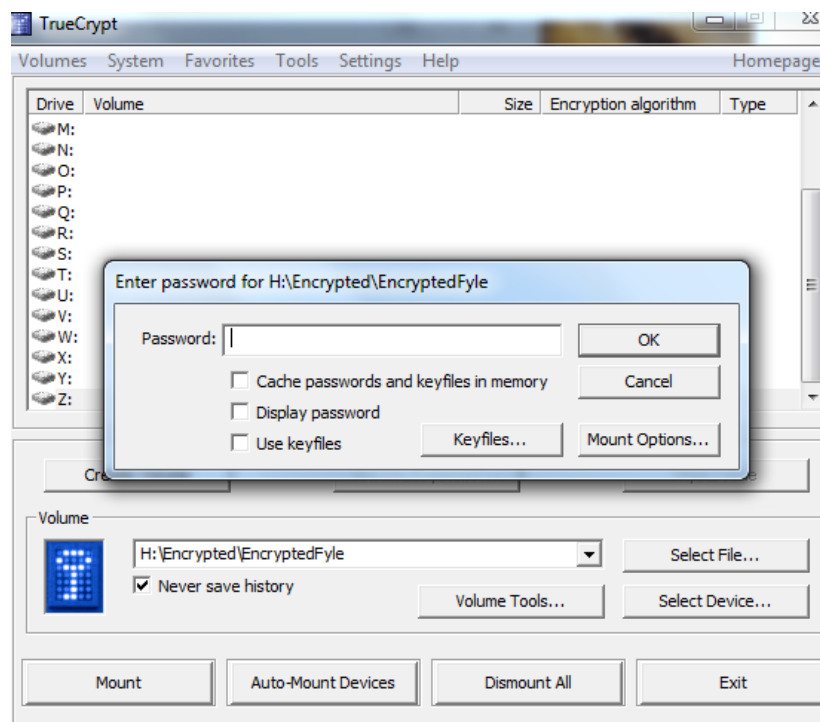 TrueCrypt
Volumes System Favorites Tools Settings Help Homepage
Drive Volume Size Encryption algorithm Type
M:
N:
O:
P:
Q:
R:
S:
T:
U:
V:
W:
X:
Y:
Z:
Enter password for H:\Encrypted\EncryptedFyle
Password:
OK
Cache passwords and keyfiles in memory
Cancel
Display password
Use keyfiles
Keyfiles...
Mount Options...
Volume
H:\Encrypted\EncryptedFyle
Select File...
Never save history
Volume Tools...
Select Device...
Mount
Auto-Mount Devices
Dismount All
Exit